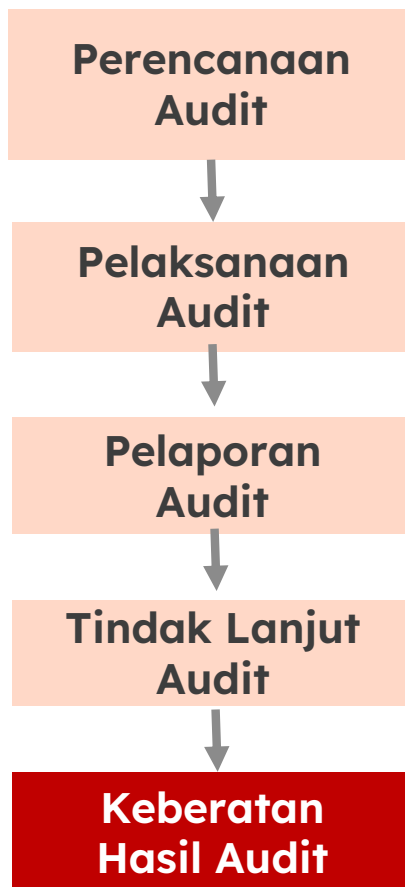 Perencanaan
Audit
Pelaksanaan
Audit
Pelaporan
Audit
Tindak Lanjut
Audit
Keberatan
Hasil Audit